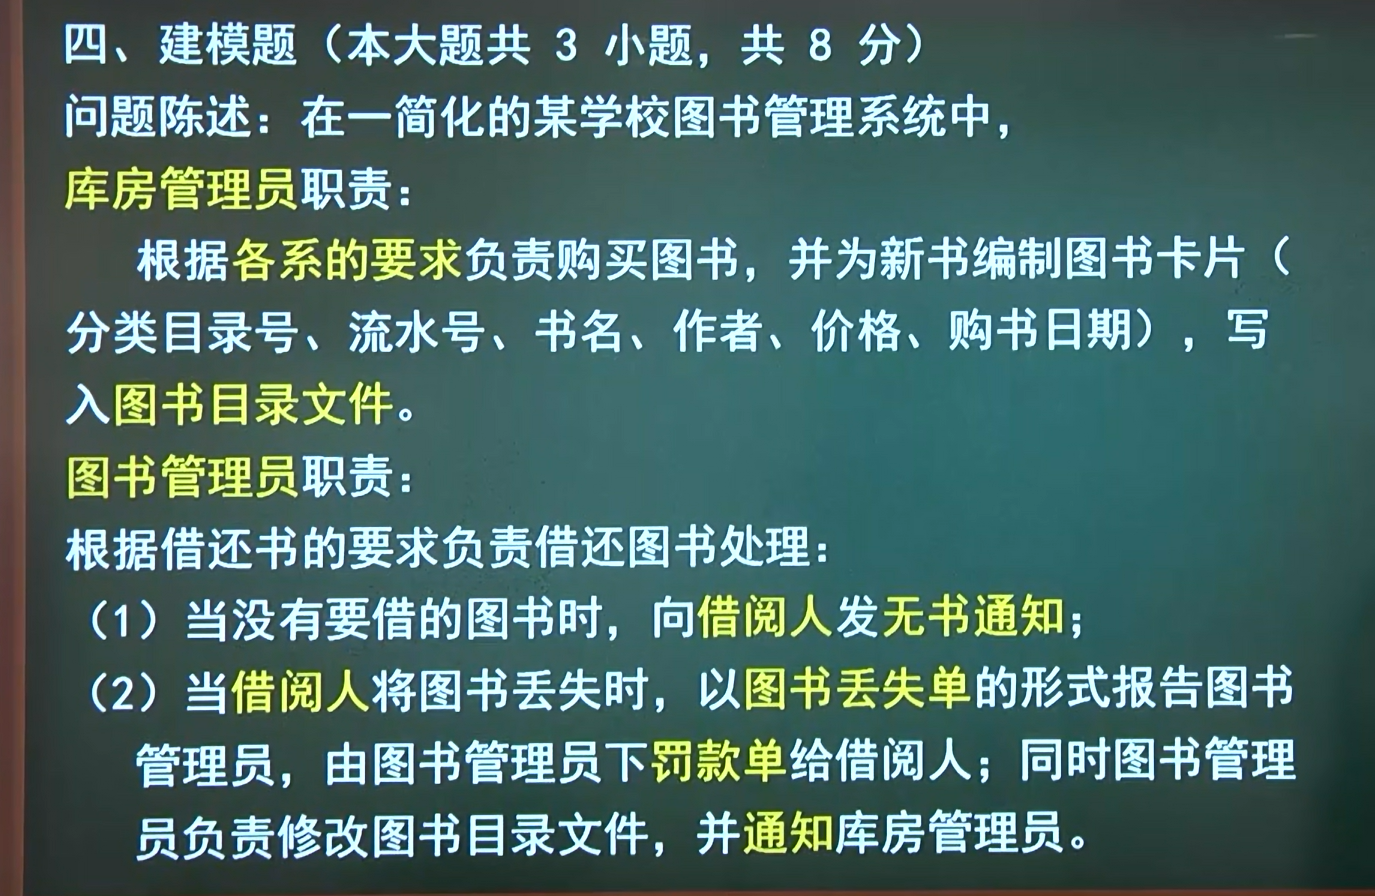 四、建模题（本大题共 3 小题，共 8 分）
问题陈述：在一简化的某学校图书管理系统中，
库房管理员职责：
根据各系的要求负责购买图书，并为新书编制图书卡片（
分类目录号、流水号、书名、作者、价格、购书日期），写
入图书目录文件。
图书管理员职责：
根据借还书的要求负责借还图书处理：
（1）当没有要借的图书时，向借阅人发无书通知；
（2）当借阅人将图书丢失时，以图书丢失单的形式报告图书
管理员，由图书管理员下罚款单给借阅人；同时图书管理
员负责修改图书目录文件，并通知库房管理员。